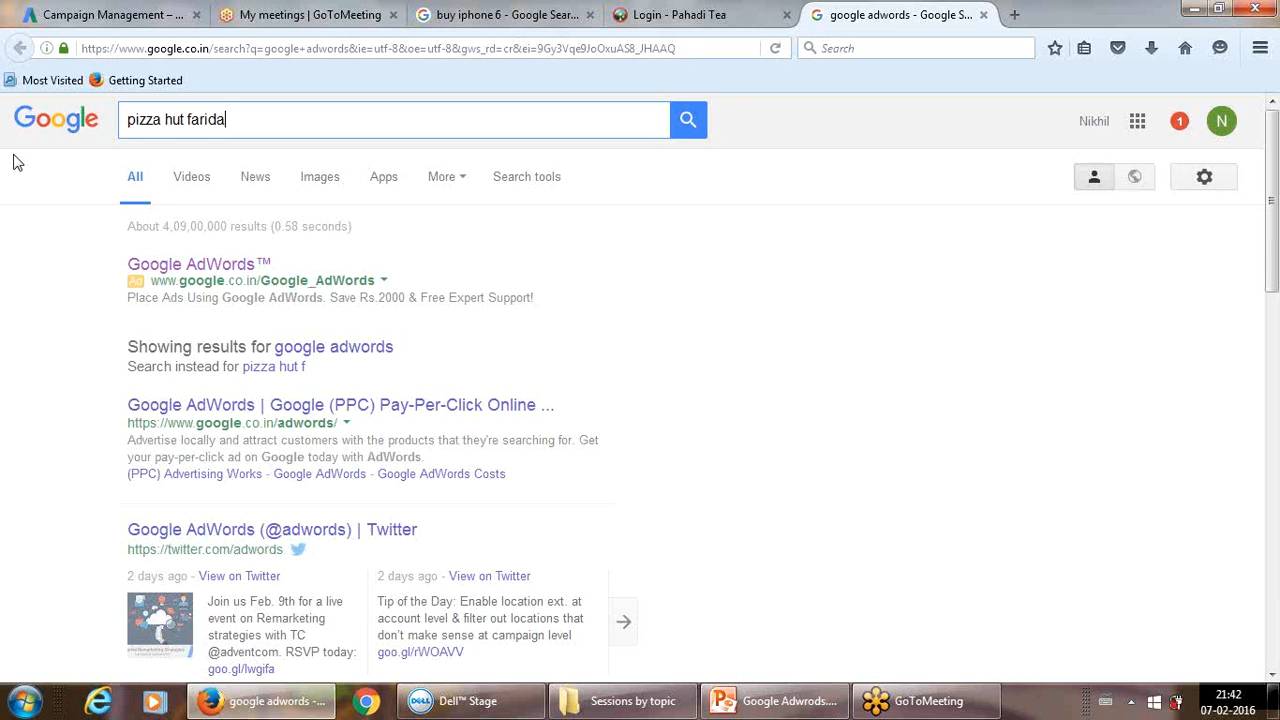 Campaign Management – ...
My meetings | GoToMeeting
buy iphone 6 - Google Sear...
Login - Pahadi Tea
google adwords - Google S...
https://www.google.co.in/search?q=google+adwords&ie=utf-8&oe=utf-8&gws_rd=cr&ei=9Gy3Vqe9JoOxuAS8_JHAAQ
Search
Most Visited
Getting Started
Google
pizza hut farida
Nikhil
1
N
All
Videos
News
Images
Apps
More
Search tools
About 4,09,00,000 results (0.58 seconds)
Google AdWords™
Ad www.google.co.in/Google_AdWords
Place Ads Using Google AdWords. Save Rs.2000 & Free Expert Support!
Showing results for google adwords
Search instead for pizza hut f
Google AdWords | Google (PPC) Pay-Per-Click Online ...
https://www.google.co.in/adwords/
Advertise locally and attract customers with the products that they're searching for. Get
your pay-per-click ad on Google today with AdWords.
(PPC) Advertising Works - Google AdWords - Google AdWords Costs
Google AdWords (@adwords) | Twitter
https://twitter.com/adwords
2 days ago - View on Twitter
Join us Feb. 9th for a live
event on Remarketing
strategies with TC
@adventcom. RSVP today:
goo.gl/lwgifa
2 days ago - View on Twitter
Tip of the Day: Enable location ext. at
account level & filter out locations that
don't make sense at campaign level
goo.gl/rWOAVV
google adwords -...
Dell™ Stage
Sessions by topic
Google Adwrods....
GoToMeeting
21:42
07-02-2016